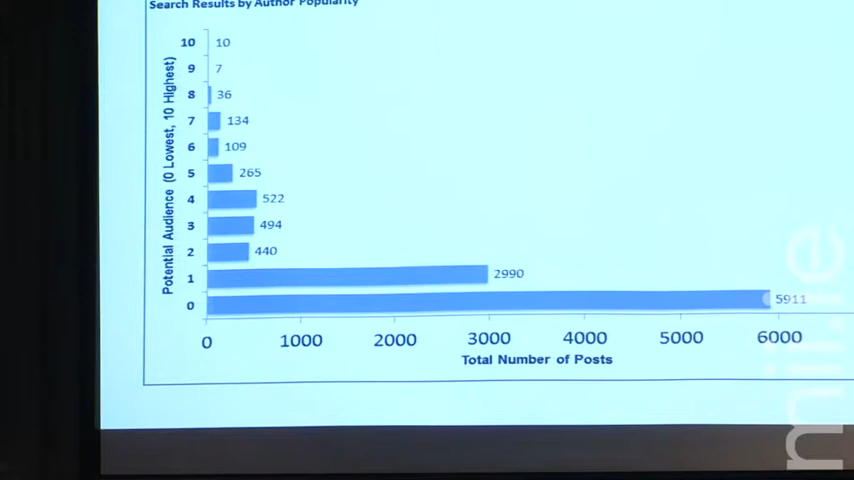 Search Results by Author Popularity
Potential Audience (0 Lowest, 10 Highest)
10 10
9 7
8 36
7 134
6 109
5 265
4 522
3 494
2 440
1 2990
0 5911
0 1000 2000 3000 4000 5000 6000
Total Number of Posts
mil.ie